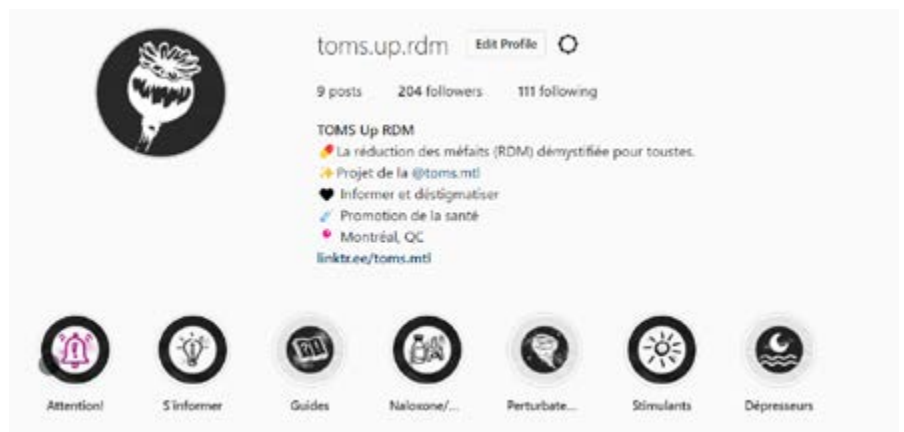 toms.up.rdm Edit Profile
9 posts 204 followers 111 following
TOMS Up RDM
La réduction des méfaits (RDM) démystifiée pour toustes.
Projet de la @toms.mtl
Informer et déstigmatiser
Promotion de la santé
Montréal, QC
linktr.ee/toms.mtl
Attention! S'informer Guides Naloxone/... Perturbate... Stimulants Dépresseurs